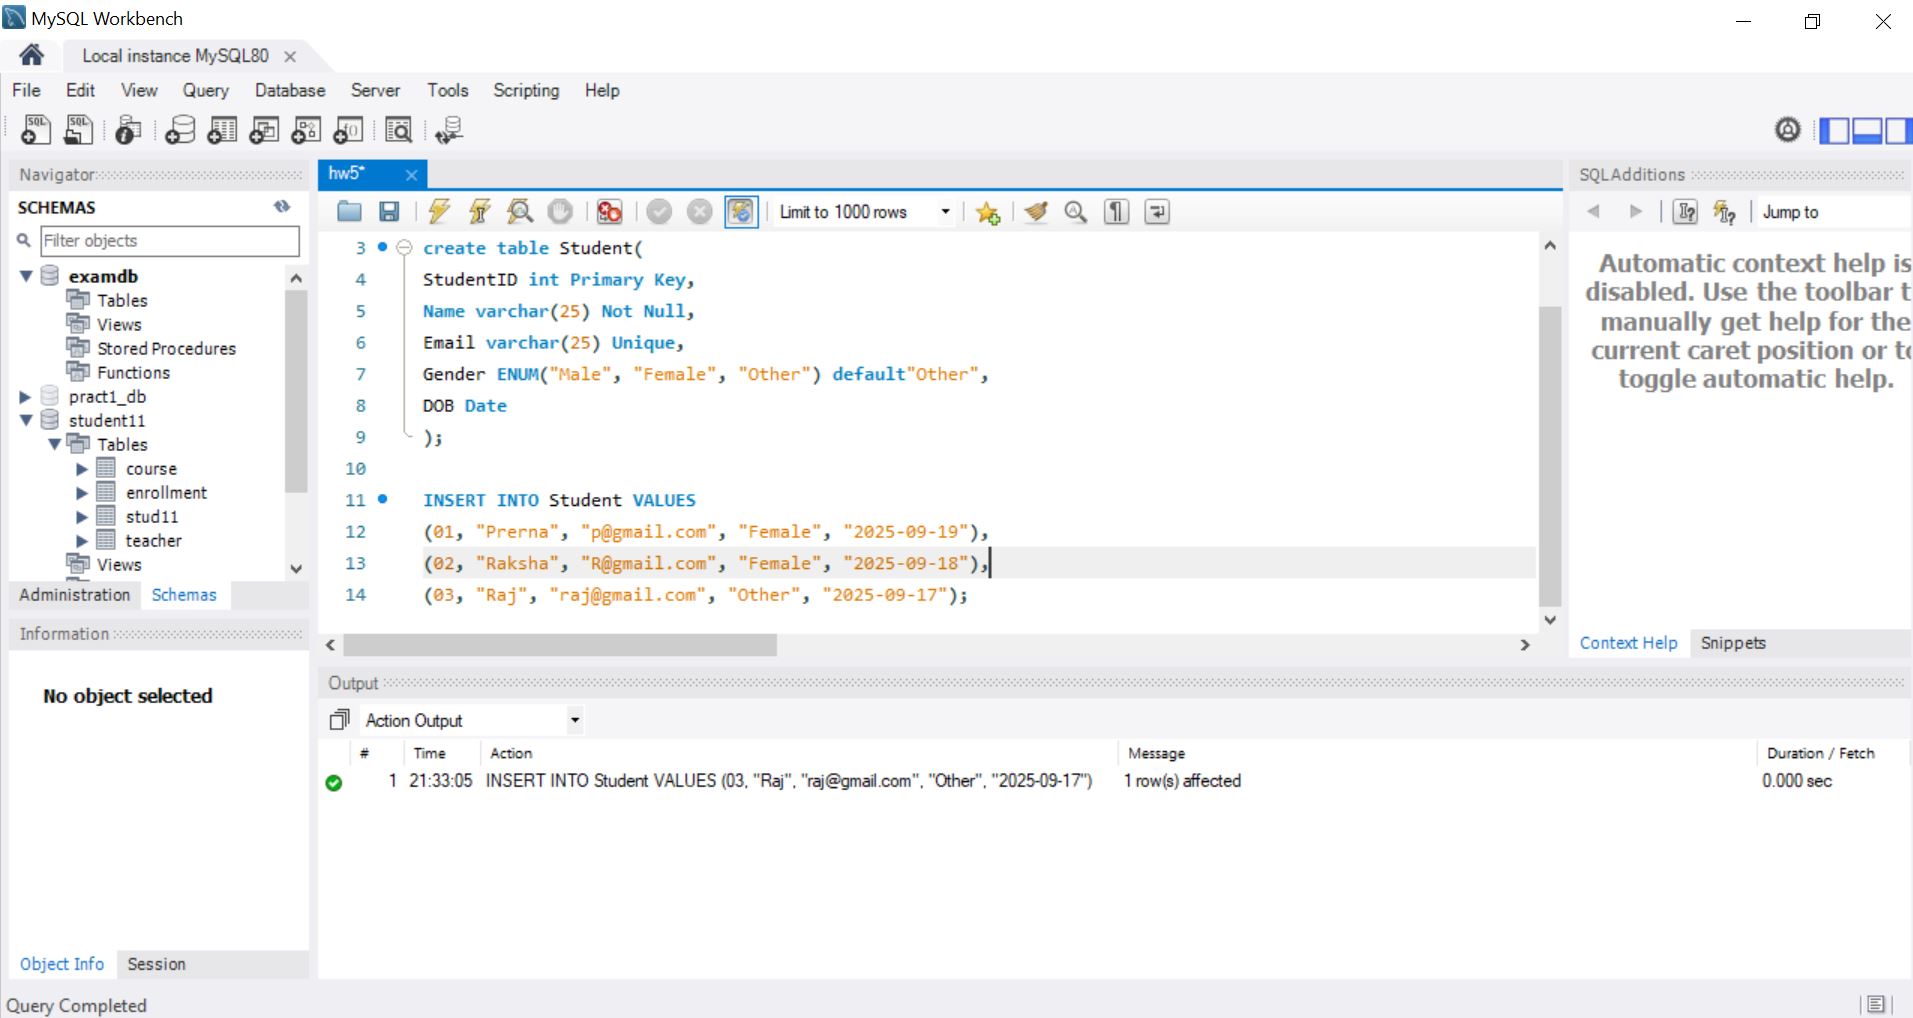 MySQL Workbench
Local instance MySQL80
File Edit View Query Database Server Tools Scripting Help
Navigator
SCHEMAS
Filter objects
examdb
Tables
Views
Stored Procedures
Functions
pract1_db
student11
Tables
course
enrollment
stud11
teacher
Views
Administration Schemas
Information
No object selected
Object Info Session
Query Completed
hw5*
Limit to 1000 rows
3 create table Student(
4 StudentID int Primary Key,
5 Name varchar(25) Not Null,
6 Email varchar(25) Unique,
7 Gender ENUM("Male", "Female", "Other") default"Other",
8 DOB Date
9 );
10
11 INSERT INTO Student VALUES
12 (01, "Prerna", "p@gmail.com", "Female", "2025-09-19"),
13 (02, "Raksha", "R@gmail.com", "Female", "2025-09-18"),
14 (03, "Raj", "raj@gmail.com", "Other", "2025-09-17");
SQLAdditions
Jump to
Automatic context help is
disabled. Use the toolbar t
manually get help for the
current caret position or to
toggle automatic help.
Context Help Snippets
Output
Action Output
# Time Action Message Duration / Fetch
1 21:33:05 INSERT INTO Student VALUES (03, "Raj", "raj@gmail.com", "Other", "2025-09-17") 1 row(s) affected 0.000 sec